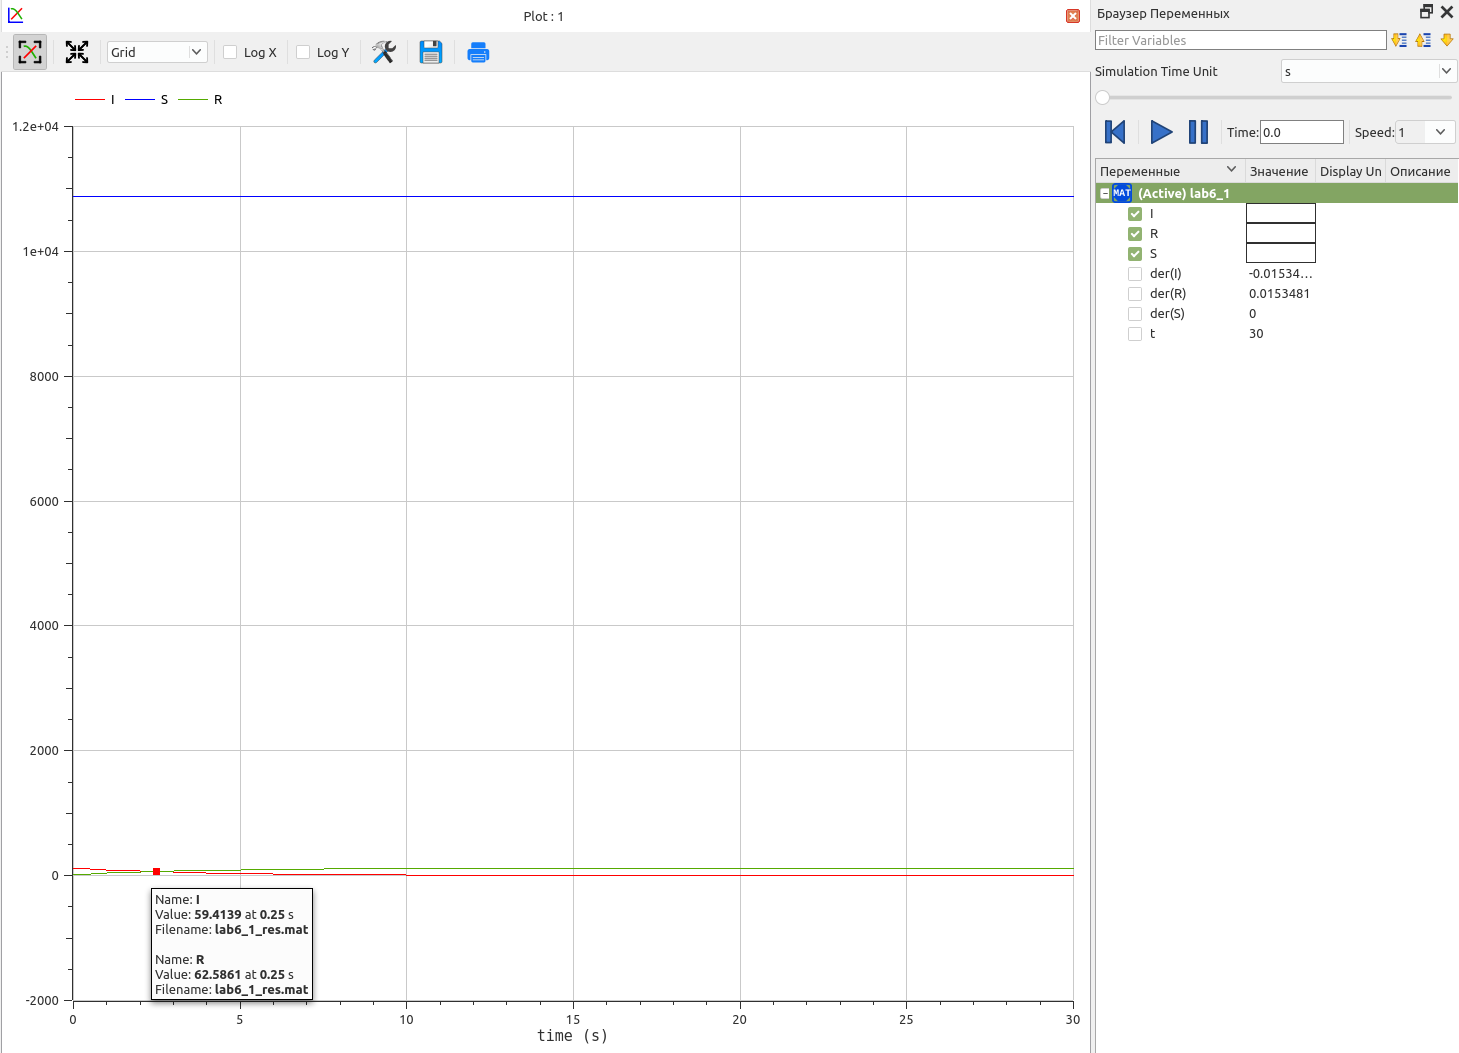 Plot : 1
Grid
Log X
Log Y
I S R
1.2e+04
1e+04
8000
6000
4000
2000
0
-2000
0 5 10 15 20 25 30
time (s)
Name: I
Value: 59.4139 at 0.25 s
Filename: lab6_1_res.mat
Name: R
Value: 62.5861 at 0.25 s
Filename: lab6_1_res.mat
Браузер Переменных
Filter Variables
Simulation Time Unit s
Time: 0.0 Speed: 1
Переменные Значение Display Un Описание
MAT (Active) lab6_1
I
R
S
der(I) -0.01534...
der(R) 0.0153481
der(S) 0
t 30